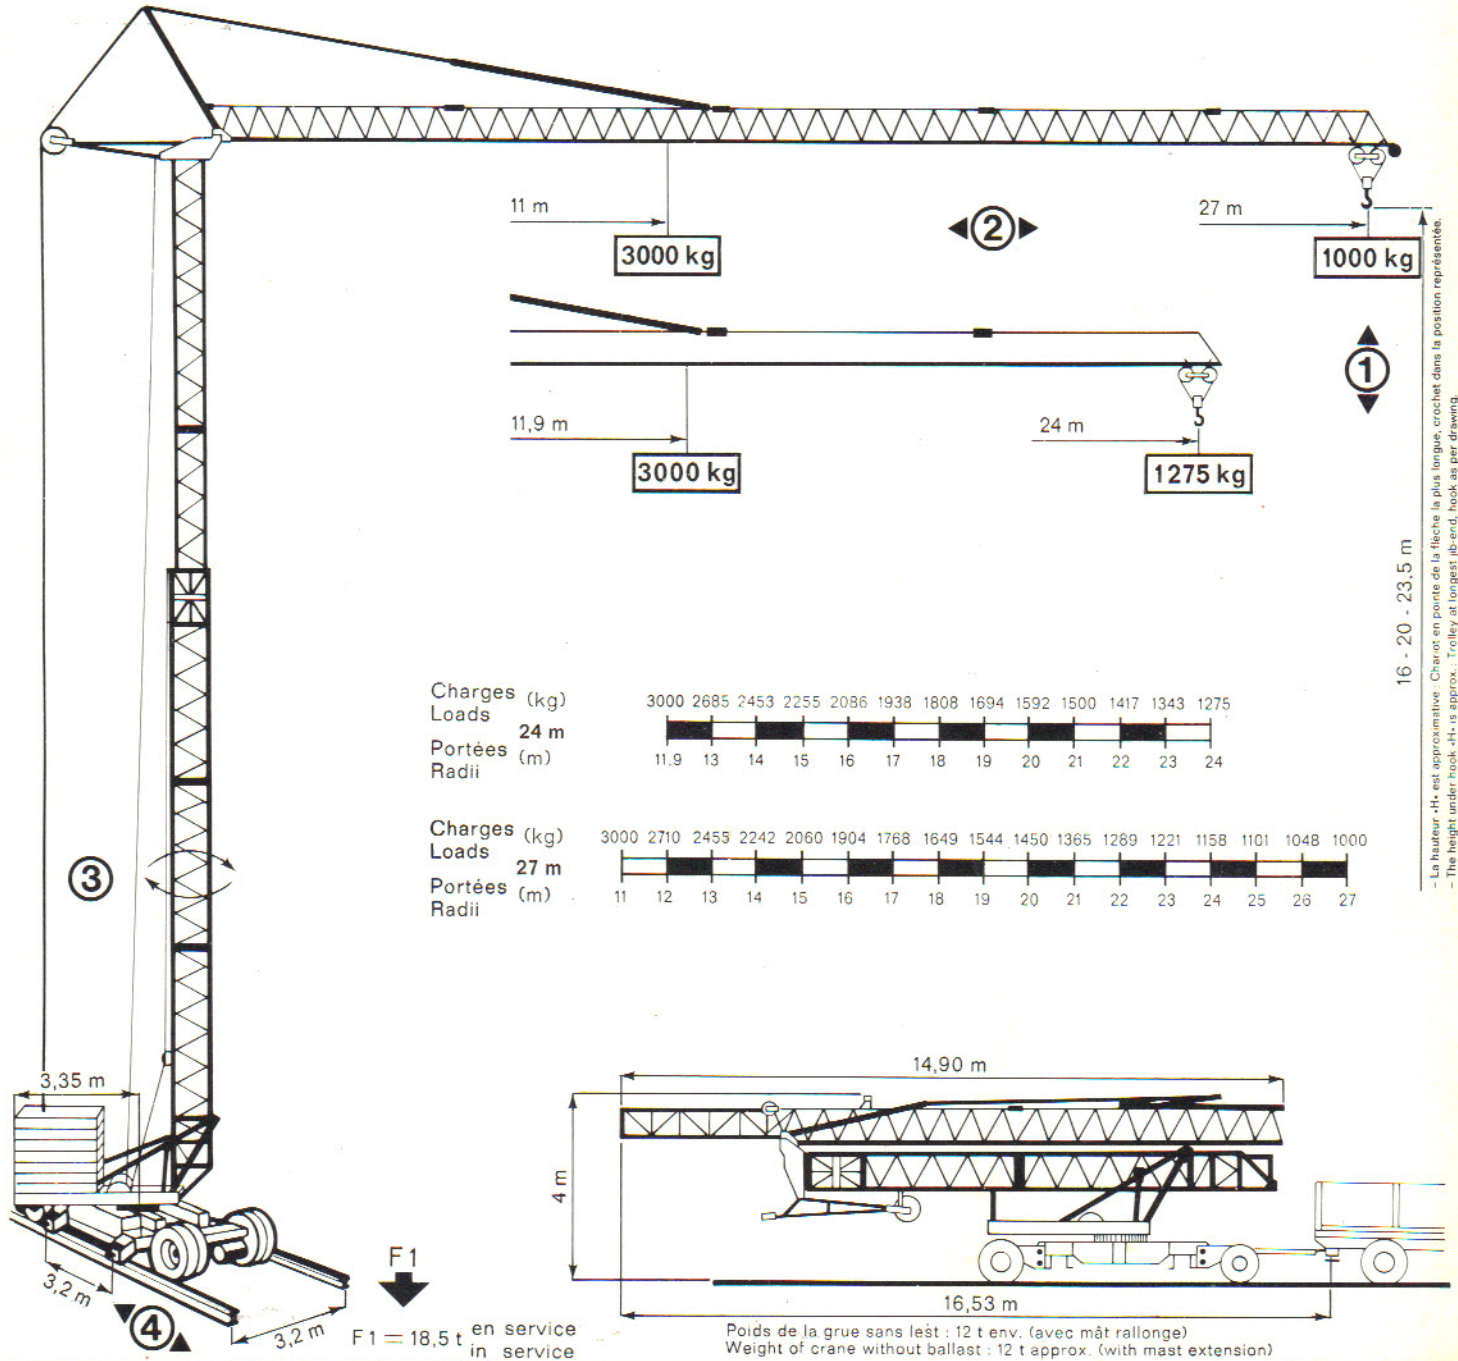 11 m
3000 kg
2
27 m
1000 kg
11,9 m
3000 kg
24 m
1275 kg
1
16 - 20 - 23,5 m
- La hauteur «H» est approximative : Chariot en pointe de la flèche la plus longue, crochet dans la position représentée.
- The height under hook «H» is approx. : Trolley at longest jib-end, hook as per drawing.
Charges (kg) 3000 2685 2453 2255 2086 1938 1808 1694 1592 1500 1417 1343 1275
Loads
24 m
Portées (m) 11,9 13 14 15 16 17 18 19 20 21 22 23 24
Radii
Charges (kg) 3000 2710 2455 2242 2060 1904 1768 1649 1544 1450 1365 1289 1221 1158 1101 1048 1000
Loads
27 m
Portées (m) 11 12 13 14 15 16 17 18 19 20 21 22 23 24 25 26 27
Radii
3
3,35 m
3,2 m
4
3,2 m
F1
F1 = 18,5 t en service
in service
14,90 m
4 m
16,53 m
Poids de la grue sans lest : 12 t env. (avec mât rallonge)
Weight of crane without ballast : 12 t approx. (with mast extension)